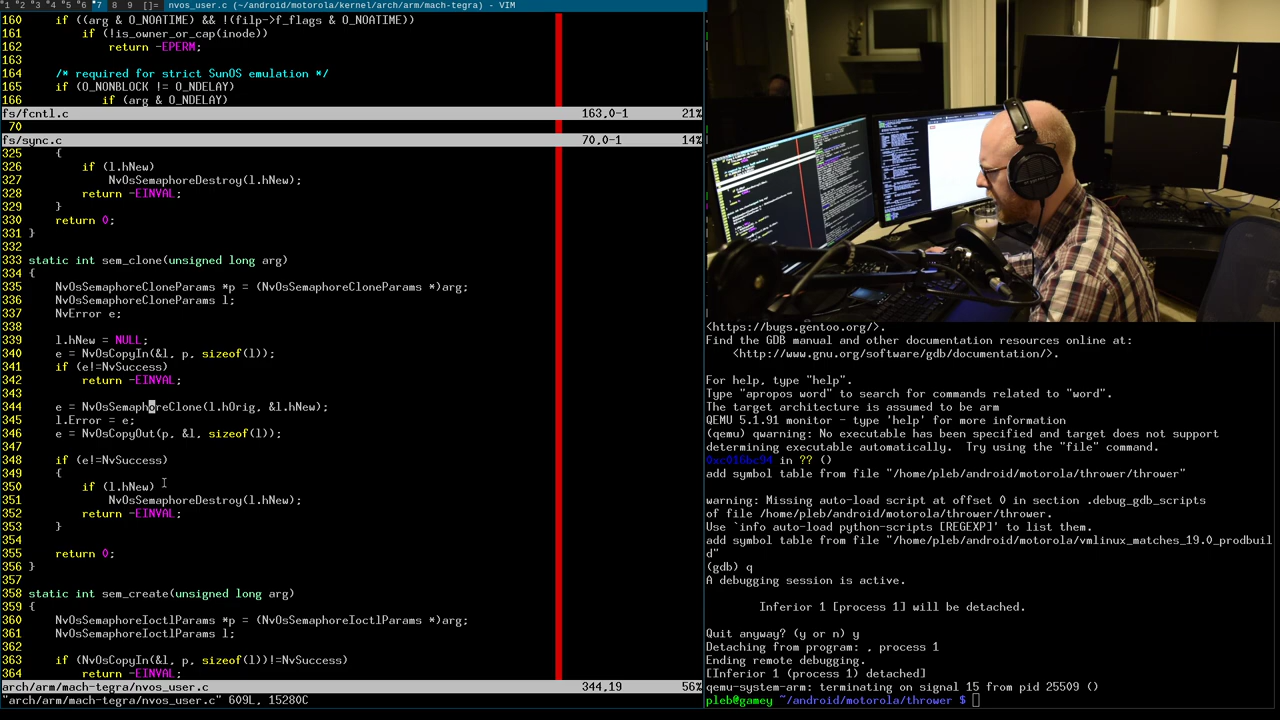 1 2 3 4 5 6 7 8 9 []= nvos_user.c (~/android/motorola/kernel/arch/arm/mach-tegra) - VIM
160     if ((arg & O_NOATIME) && !(filp->f_flags & O_NOATIME))
161         if (!is_owner_or_cap(inode))
162             return -EPERM;
163
164     /* required for strict SunOS emulation */
165     if (O_NONBLOCK != O_NDELAY)
166            if (arg & O_NDELAY)
fs/fcntl.c 163,0-1 21%
70
fs/sync.c 70,0-1 14%
325     {
326         if (l.hNew)
327             NvOsSemaphoreDestroy(l.hNew);
328         return -EINVAL;
329     }
330     return 0;
331 }
332
333 static int sem_clone(unsigned long arg)
334 {
335     NvOsSemaphoreCloneParams *p = (NvOsSemaphoreCloneParams *)arg;
336     NvOsSemaphoreCloneParams l;
337     NvError e;
338
339     l.hNew = NULL;
340     e = NvOsCopyIn(&l, p, sizeof(l));
341     if (e!=NvSuccess)
342         return -EINVAL;
343
344     e = NvOsSemaphoreClone(l.hOrig, &l.hNew);
345     l.Error = e;
346     e = NvOsCopyOut(p, &l, sizeof(l));
347
348     if (e!=NvSuccess)
349     {
350         if (l.hNew)
351             NvOsSemaphoreDestroy(l.hNew);
352         return -EINVAL;
353     }
354
355     return 0;
356 }
357
358 static int sem_create(unsigned long arg)
359 {
360     NvOsSemaphoreIoctlParams *p = (NvOsSemaphoreIoctlParams *)arg;
361     NvOsSemaphoreIoctlParams l;
362
363     if (NvOsCopyIn(&l, p, sizeof(l))!=NvSuccess)
364         return -EINVAL;
arch/arm/mach-tegra/nvos_user.c 344,19 56%
"arch/arm/mach-tegra/nvos_user.c" 609L, 15280C
<https://bugs.gentoo.org/>.
Find the GDB manual and other documentation resources online at:
    <http://www.gnu.org/software/gdb/documentation/>.
For help, type "help".
Type "apropos word" to search for commands related to "word".
The target architecture is assumed to be arm
QEMU 5.1.91 monitor - type 'help' for more information
(qemu) qwarning: No executable has been specified and target does not support
determining executable automatically.  Try using the "file" command.
0xc016bc94 in ?? ()
add symbol table from file "/home/pleb/android/motorola/thrower/thrower"
warning: Missing auto-load script at offset 0 in section .debug_gdb_scripts
of file /home/pleb/android/motorola/thrower/thrower.
Use `info auto-load python-scripts [REGEXP]' to list them.
add symbol table from file "/home/pleb/android/motorola/vmlinux_matches_19.0_prodbuil
d"
(gdb) q
A debugging session is active.
        Inferior 1 [process 1] will be detached.
Quit anyway? (y or n) y
Detaching from program: , process 1
Ending remote debugging.
[Inferior 1 (process 1) detached]
qemu-system-arm: terminating on signal 15 from pid 25509 ()
pleb@gamey ~/android/motorola/thrower $